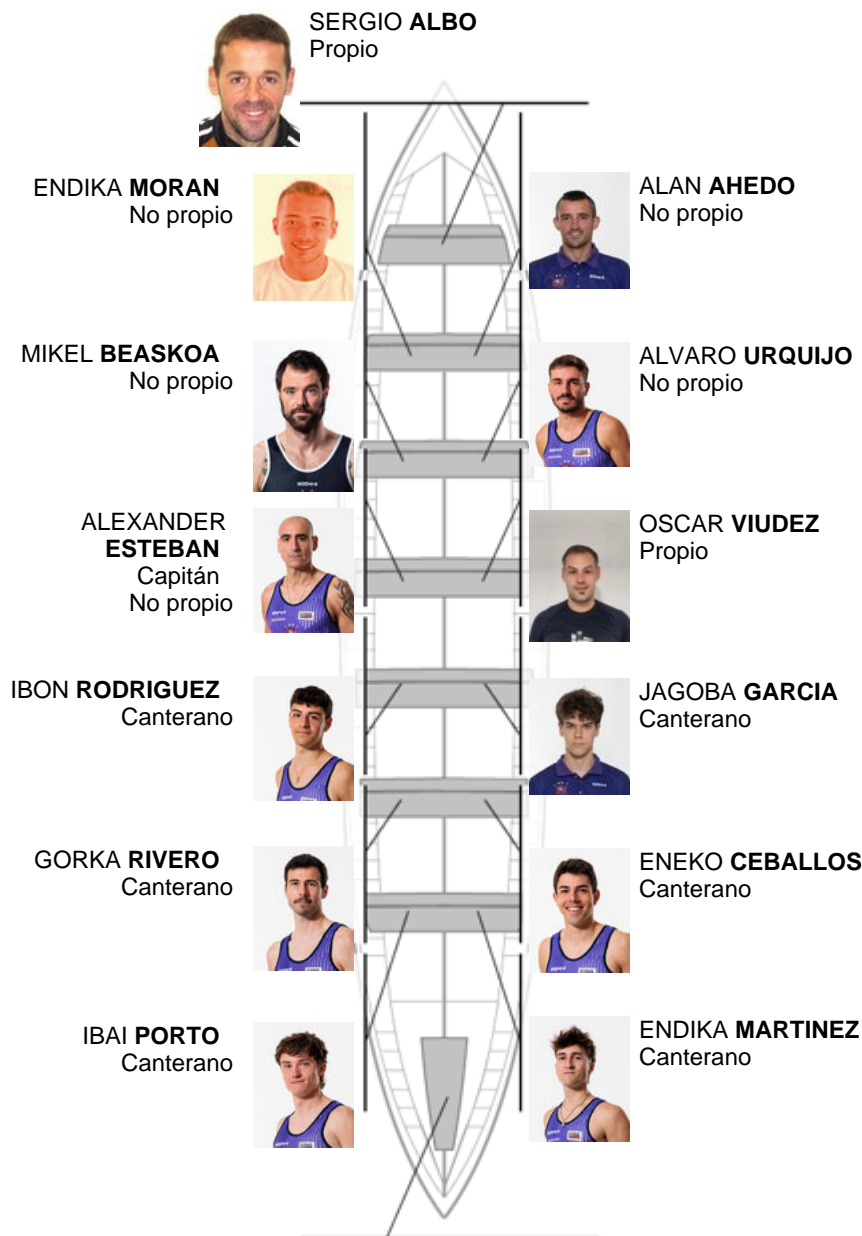 SERGIO ALBO
Propio
ENDIKA MORAN
No propio
ALAN AHEDO
No propio
MIKEL BEASKOA
No propio
ALVARO URQUIJO
No propio
ALEXANDER
ESTEBAN
Capitán
No propio
OSCAR VIUDEZ
Propio
IBON RODRIGUEZ
Canterano
JAGOBA GARCIA
Canterano
GORKA RIVERO
Canterano
ENEKO CEBALLOS
Canterano
IBAI PORTO
Canterano
ENDIKA MARTINEZ
Canterano